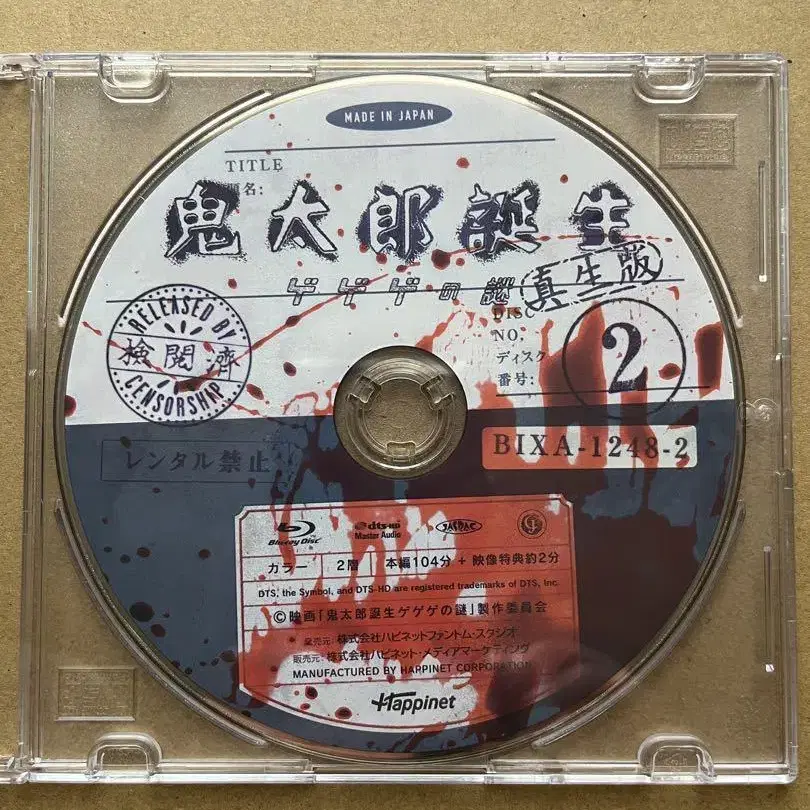 MADE IN JAPAN
TITLE
題名:
鬼太郎誕生
ゲゲゲの謎
真生版
RELEASED BY
検閲済
CENSORSHIP
DISC
NO.
ディスク
番号:
2
レンタル禁止
BIXA-1248-2
Blu-ray Disc
dts-HD
Master Audio
JASRAC
カラー 2層 本編104分 + 映像特典約2分
DTS, the Symbol, and DTS-HD are registered trademarks of DTS, Inc.
©映画「鬼太郎誕生ゲゲゲの謎」製作委員会
発売元: 株式会社ハピネットファントム・スタジオ
販売元: 株式会社ハピネット・メディアマーケティング
MANUFACTURED BY HAPPINET CORPORATION
Happinet